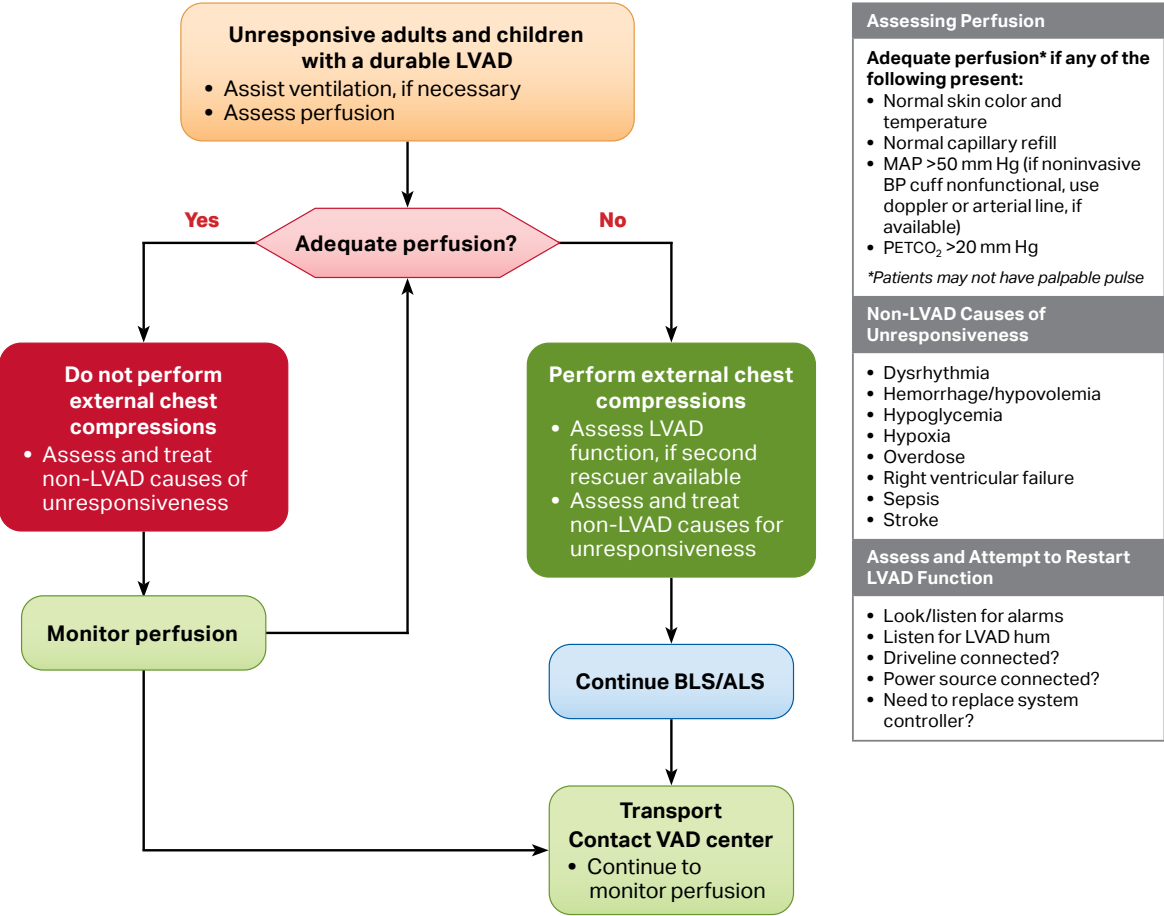 Unresponsive adults and children
with a durable LVAD
• Assist ventilation, if necessary
• Assess perfusion
Yes
Adequate perfusion?
No
Do not perform
external chest
compressions
• Assess and treat
non-LVAD causes of
unresponsiveness
Perform external chest
compressions
• Assess LVAD
function, if second
rescuer available
• Assess and treat
non-LVAD causes for
unresponsiveness
Monitor perfusion
Continue BLS/ALS
Transport
Contact VAD center
• Continue to
monitor perfusion
Assessing Perfusion
Adequate perfusion* if any of the
following present:
• Normal skin color and
temperature
• Normal capillary refill
• MAP >50 mm Hg (if noninvasive
BP cuff nonfunctional, use
doppler or arterial line, if
available)
• PETCO₂ >20 mm Hg
*Patients may not have palpable pulse
Non-LVAD Causes of
Unresponsiveness
• Dysrhythmia
• Hemorrhage/hypovolemia
• Hypoglycemia
• Hypoxia
• Overdose
• Right ventricular failure
• Sepsis
• Stroke
Assess and Attempt to Restart
LVAD Function
• Look/listen for alarms
• Listen for LVAD hum
• Driveline connected?
• Power source connected?
• Need to replace system
controller?